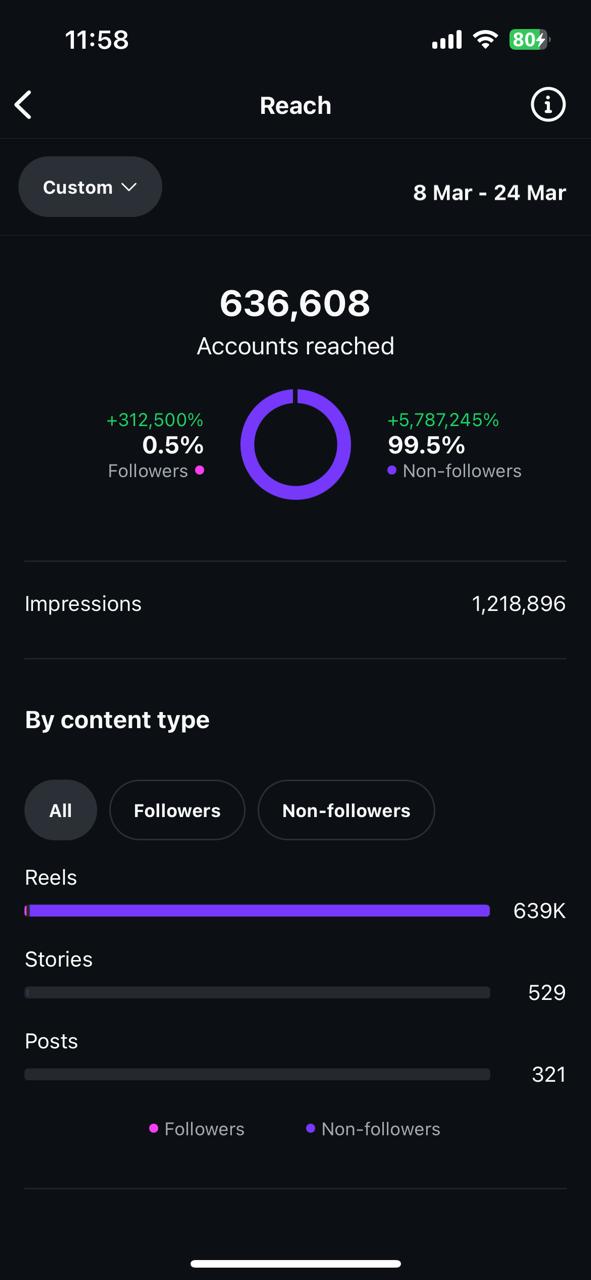 11:58
80
Reach
Custom
8 Mar - 24 Mar
636,608
Accounts reached
+312,500%
0.5%
Followers
+5,787,245%
99.5%
Non-followers
Impressions
1,218,896
By content type
All
Followers
Non-followers
Reels
639K
Stories
529
Posts
321
Followers
Non-followers